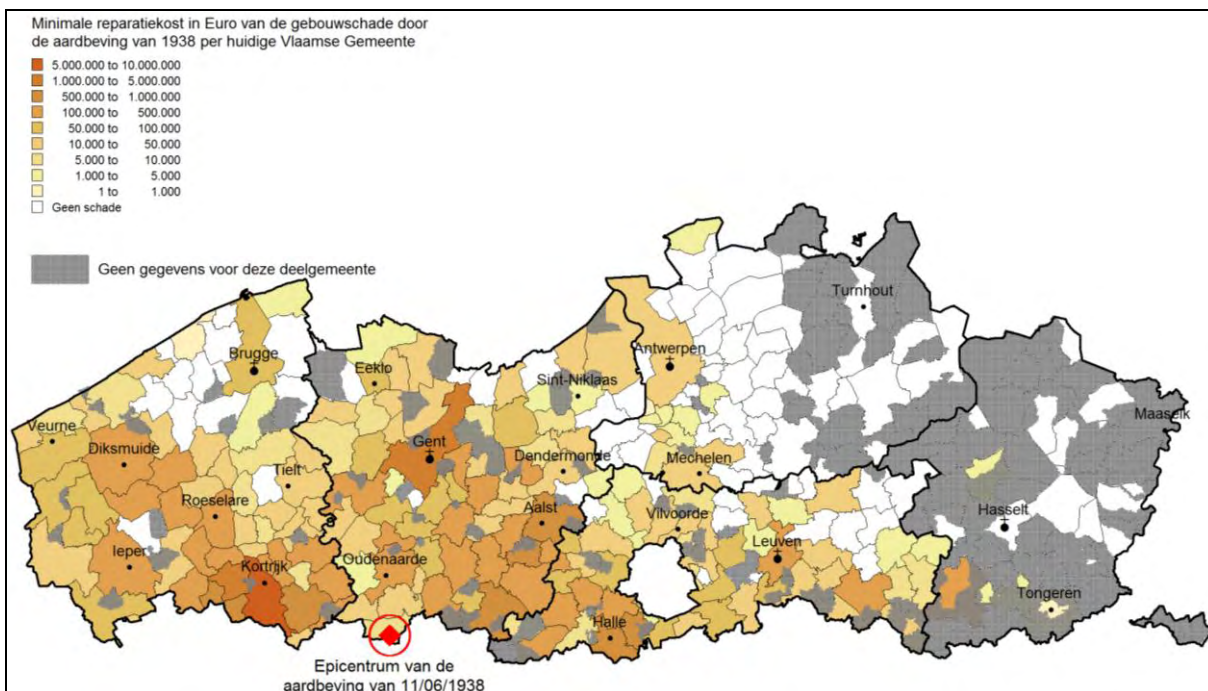 Minimale reparatiekost in Euro van de gebouwschade door
de aardbeving van 1938 per huidige Vlaamse Gemeente
5.000.000 to 10.000.000
1.000.000 to 5.000.000
500.000 to 1.000.000
100.000 to 500.000
50.000 to 100.000
10.000 to 50.000
5.000 to 10.000
1.000 to 5.000
1 to 1.000
Geen schade
Geen gegevens voor deze deelgemeente
Turnhout
Brugge
Antwerpen
Eeklo
Sint-Niklaas
Maaseik
Veurne
Diksmuide
Gent
Dendermonde
Mechelen
Tielt
Roeselare
Aalst
Vilvoorde
Hasselt
Leuven
Ieper
Kortrijk
Oudenaarde
Tongeren
Halle
Epicentrum van de
aardbeving van 11/06/1938